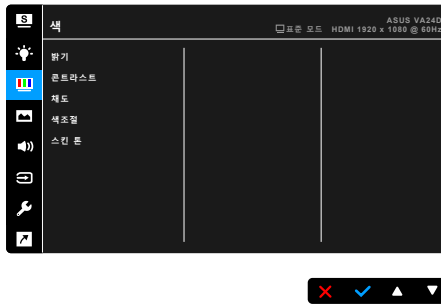 S
색
ASUS VA24D
표준 모드 HDMI 1920 x 1080 @ 60Hz
밝기
콘트라스트
채도
색조절
스킨 톤